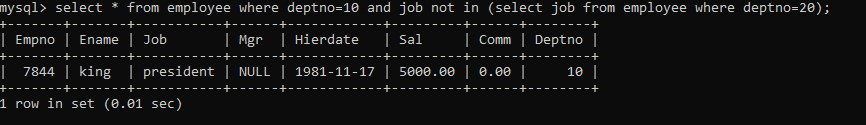 mysql> select * from employee where deptno=10 and job not in (select job from employee where deptno=20);
+-------+-------+-----------+------+------------+---------+------+--------+
| Empno | Ename | Job       | Mgr  | Hierdate   | Sal     | Comm | Deptno |
+-------+-------+-----------+------+------------+---------+------+--------+
|  7844 | king  | president | NULL | 1981-11-17 | 5000.00 | 0.00 |     10 |
+-------+-------+-----------+------+------------+---------+------+--------+
1 row in set (0.01 sec)